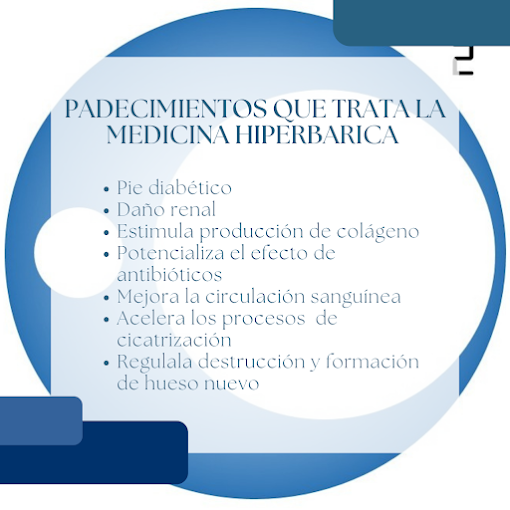 PADECIMIENTOS QUE TRATA LA
MEDICINA HIPERBARICA
• Pie diabético
• Daño renal
• Estimula producción de colágeno
• Potencializa el efecto de
antibióticos
• Mejora la circulación sanguínea
• Acelera los procesos de
cicatrización
• Regulala destrucción y formación
de hueso nuevo